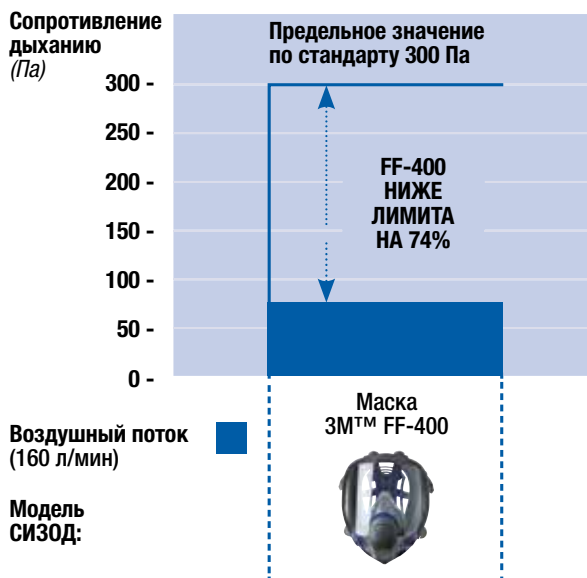 Сопротивление
дыханию
(Па)
Предельное значение
по стандарту 300 Па
300 -
250 -
200 -
150 -
100 -
50 -
0 -
FF-400
НИЖЕ
ЛИМИТА
НА 74%
Маска
3М™ FF-400
Воздушный поток
(160 л/мин)
Модель
СИЗОД: